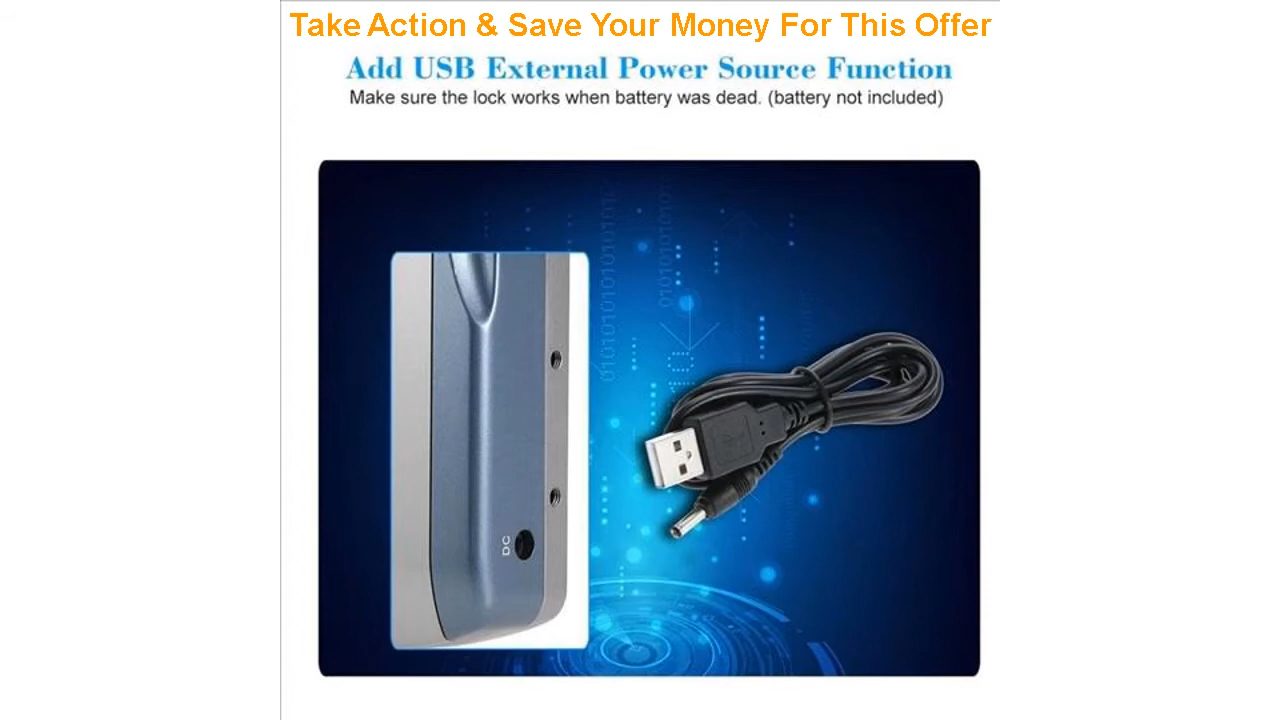 Take Action & Save Your Money For This Offer
Add USB External Power Source Function
Make sure the lock works when battery was dead. (battery not included)
DC